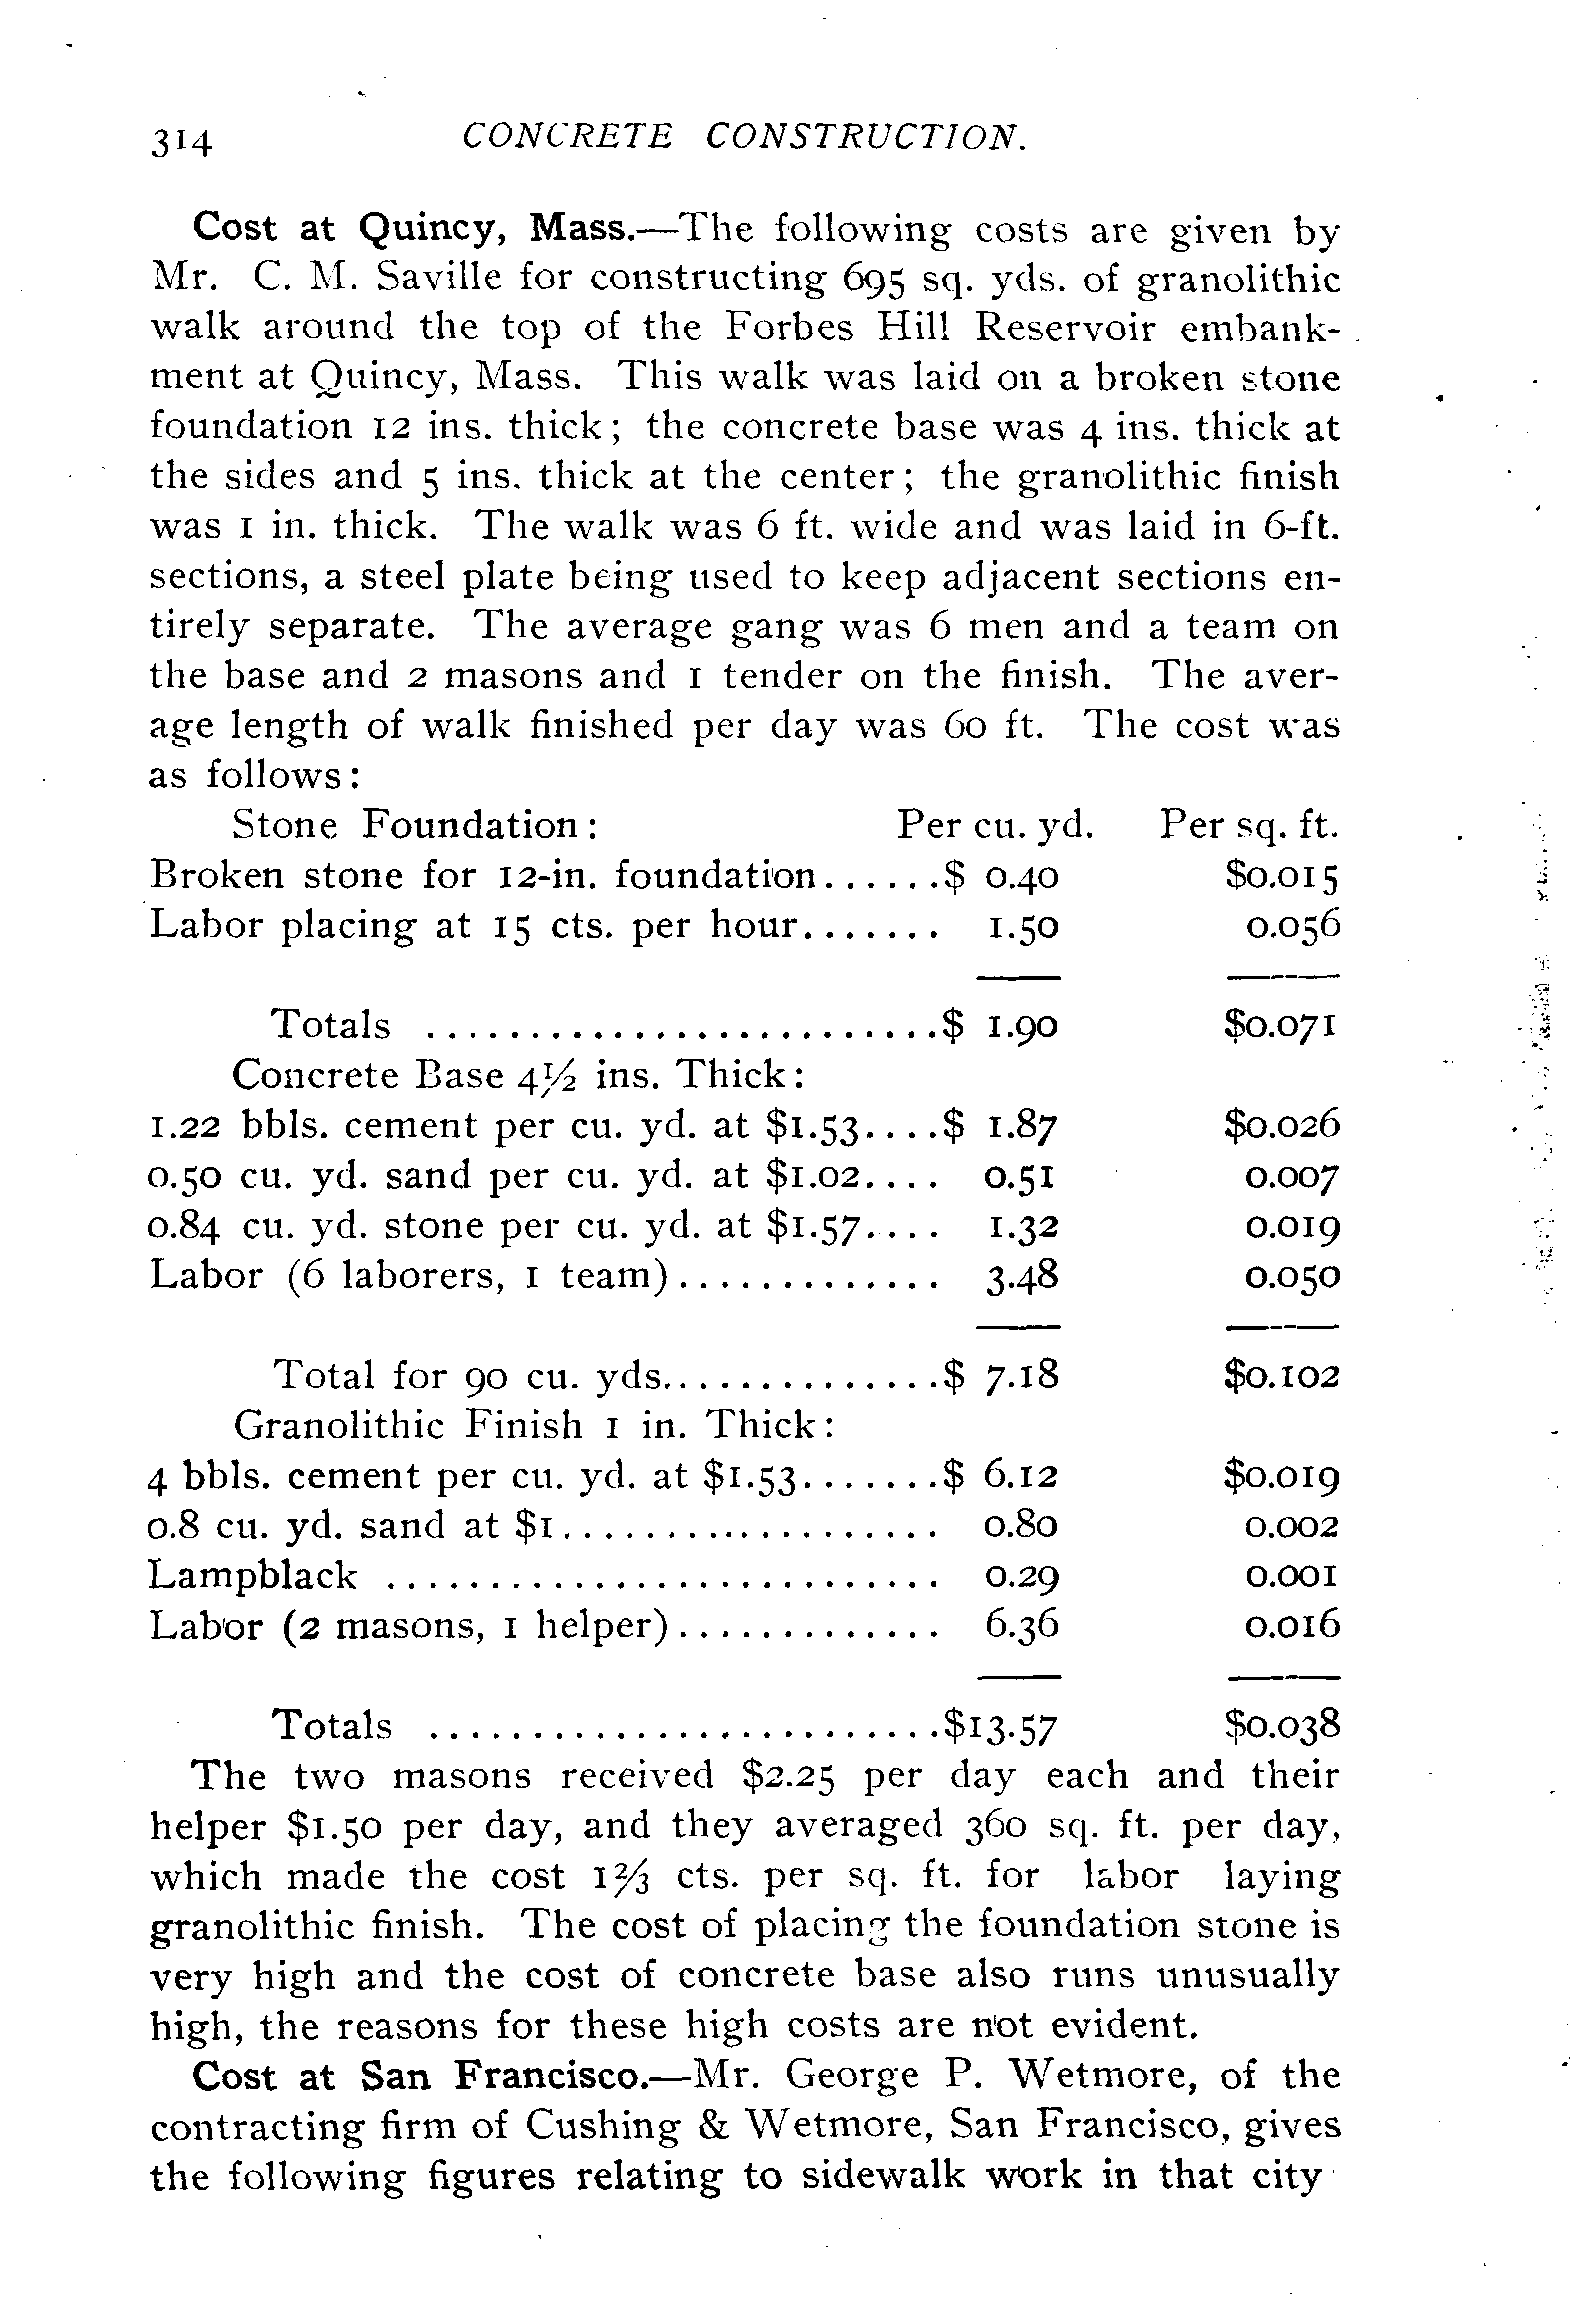 314 CONCRETE CONSTRUCTION.
Cost at Quincy, Mass.—The following costs are given by
Mr. C. M. Saville for constructing 695 sq. yds. of granolithic
walk around the top of the Forbes Hill Reservoir embank-
ment at Quincy, Mass. This walk was laid on a broken stone
foundation 12 ins. thick; the concrete base was 4 ins. thick at
the sides and 5 ins. thick at the center; the granolithic finish
was 1 in. thick. The walk was 6 ft. wide and was laid in 6-ft.
sections, a steel plate being used to keep adjacent sections en-
tirely separate. The average gang was 6 men and a team on
the base and 2 masons and 1 tender on the finish. The aver-
age length of walk finished per day was 60 ft. The cost was
as follows:
Stone Foundation: Per cu. yd. Per sq. ft.
Broken stone for 12-in. foundation......$ 0.40 $0.015
Labor placing at 15 cts. per hour....... 1.50 0.056
Totals .........................$ 1.90 $0.071
Concrete Base 4½ ins. Thick:
1.22 bbls. cement per cu. yd. at $1.53....$ 1.87 $0.026
0.50 cu. yd. sand per cu. yd. at $1.02.... 0.51 0.007
0.84 cu. yd. stone per cu. yd. at $1.57.... 1.32 0.019
Labor (6 laborers, 1 team)............. 3.48 0.050
Total for 90 cu. yds..............$ 7.18 $0.102
Granolithic Finish 1 in. Thick:
4 bbls. cement per cu. yd. at $1.53.......$ 6.12 $0.019
0.8 cu. yd. sand at $1................... 0.80 0.002
Lampblack ........................... 0.29 0.001
Labor (2 masons, 1 helper)............. 6.36 0.016
Totals .........................$13.57 $0.038
The two masons received $2.25 per day each and their
helper $1.50 per day, and they averaged 360 sq. ft. per day,
which made the cost 1⅔ cts. per sq. ft. for labor laying
granolithic finish. The cost of placing the foundation stone is
very high and the cost of concrete base also runs unusually
high, the reasons for these high costs are not evident.
Cost at San Francisco.—Mr. George P. Wetmore, of the
contracting firm of Cushing & Wetmore, San Francisco, gives
the following figures relating to sidewalk work in that city